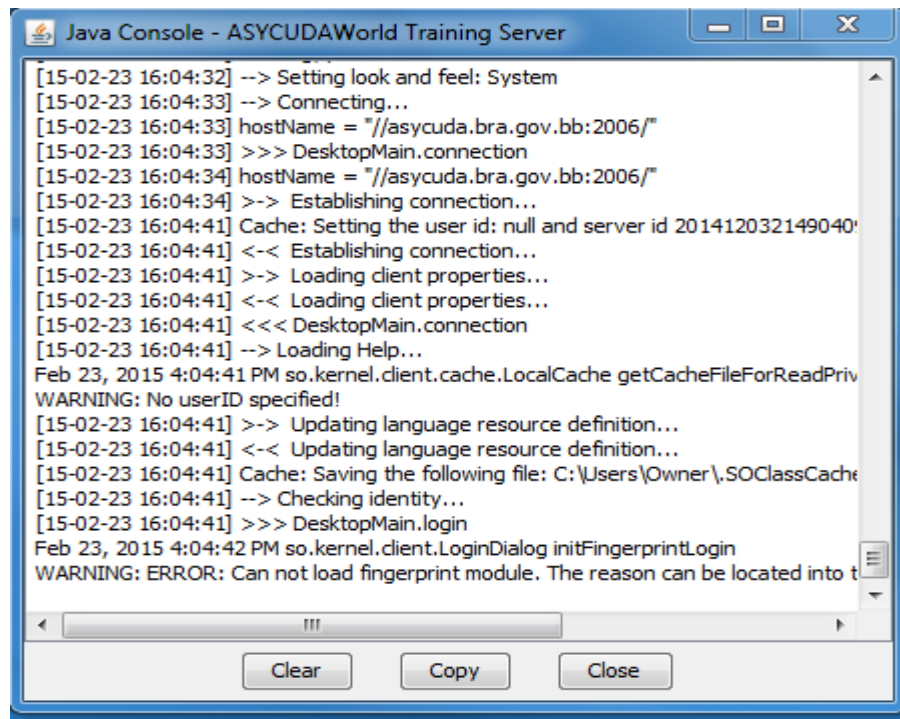 Java Console - ASYCUDAWorld Training Server
[15-02-23 16:04:32] --> Setting look and feel: System
[15-02-23 16:04:33] --> Connecting...
[15-02-23 16:04:33] hostName = "//asycuda.bra.gov.bb:2006/"
[15-02-23 16:04:33] >>> DesktopMain.connection
[15-02-23 16:04:34] hostName = "//asycuda.bra.gov.bb:2006/"
[15-02-23 16:04:34] >-> Establishing connection...
[15-02-23 16:04:41] Cache: Setting the user id: null and server id 201412032149040
[15-02-23 16:04:41] <-< Establishing connection...
[15-02-23 16:04:41] >-> Loading client properties...
[15-02-23 16:04:41] <-< Loading client properties...
[15-02-23 16:04:41] <<< DesktopMain.connection
[15-02-23 16:04:41] --> Loading Help...
Feb 23, 2015 4:04:41 PM so.kernel.client.cache.LocalCache getCacheFileForReadPriv
WARNING: No userID specified!
[15-02-23 16:04:41] >-> Updating language resource definition...
[15-02-23 16:04:41] <-< Updating language resource definition...
[15-02-23 16:04:41] Cache: Saving the following file: C:\Users\Owner\.SOClassCache
[15-02-23 16:04:41] --> Checking identity...
[15-02-23 16:04:41] >>> DesktopMain.login
Feb 23, 2015 4:04:42 PM so.kernel.client.LoginDialog initFingerprintLogin
WARNING: ERROR: Can not load fingerprint module. The reason can be located into t
Clear Copy Close